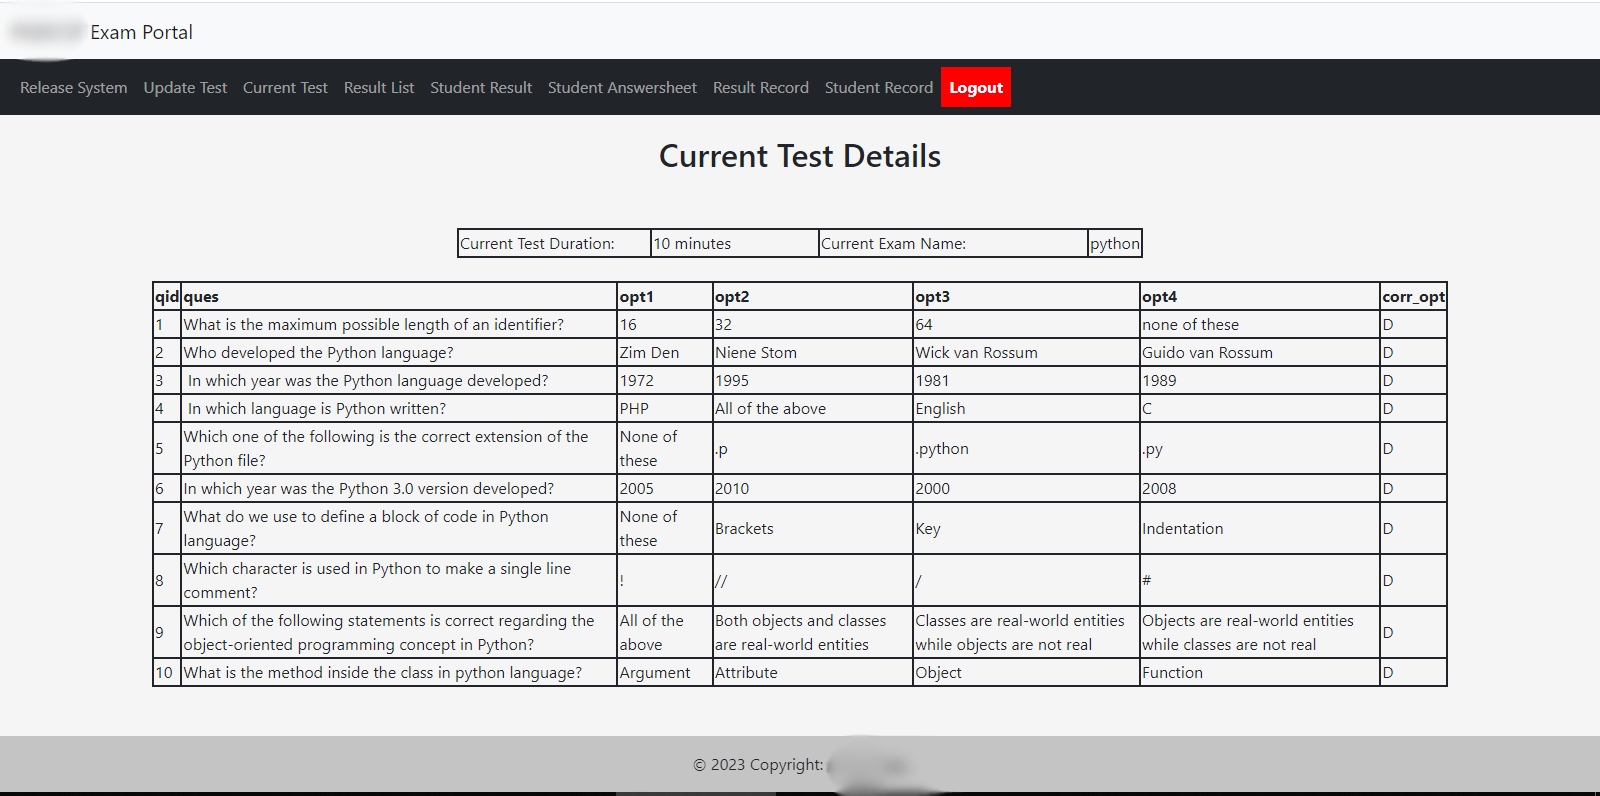 Exam Portal
Release System Update Test Current Test Result List Student Result Student Answersheet Result Record Student Record Logout
Current Test Details
Current Test Duration: 10 minutes Current Exam Name: python
qid ques opt1 opt2 opt3 opt4 corr_opt
1 What is the maximum possible length of an identifier? 16 32 64 none of these D
2 Who developed the Python language? Zim Den Niene Stom Wick van Rossum Guido van Rossum D
3 In which year was the Python language developed? 1972 1995 1981 1989 D
4 In which language is Python written? PHP All of the above English C D
5 Which one of the following is the correct extension of the Python file? None of these .p .python .py D
6 In which year was the Python 3.0 version developed? 2005 2010 2000 2008 D
7 What do we use to define a block of code in Python language? None of these Brackets Key Indentation D
8 Which character is used in Python to make a single line comment? ! // / # D
9 Which of the following statements is correct regarding the object-oriented programming concept in Python? All of the above Both objects and classes are real-world entities Classes are real-world entities while objects are not real Objects are real-world entities while classes are not real D
10 What is the method inside the class in python language? Argument Attribute Object Function D
© 2023 Copyright: